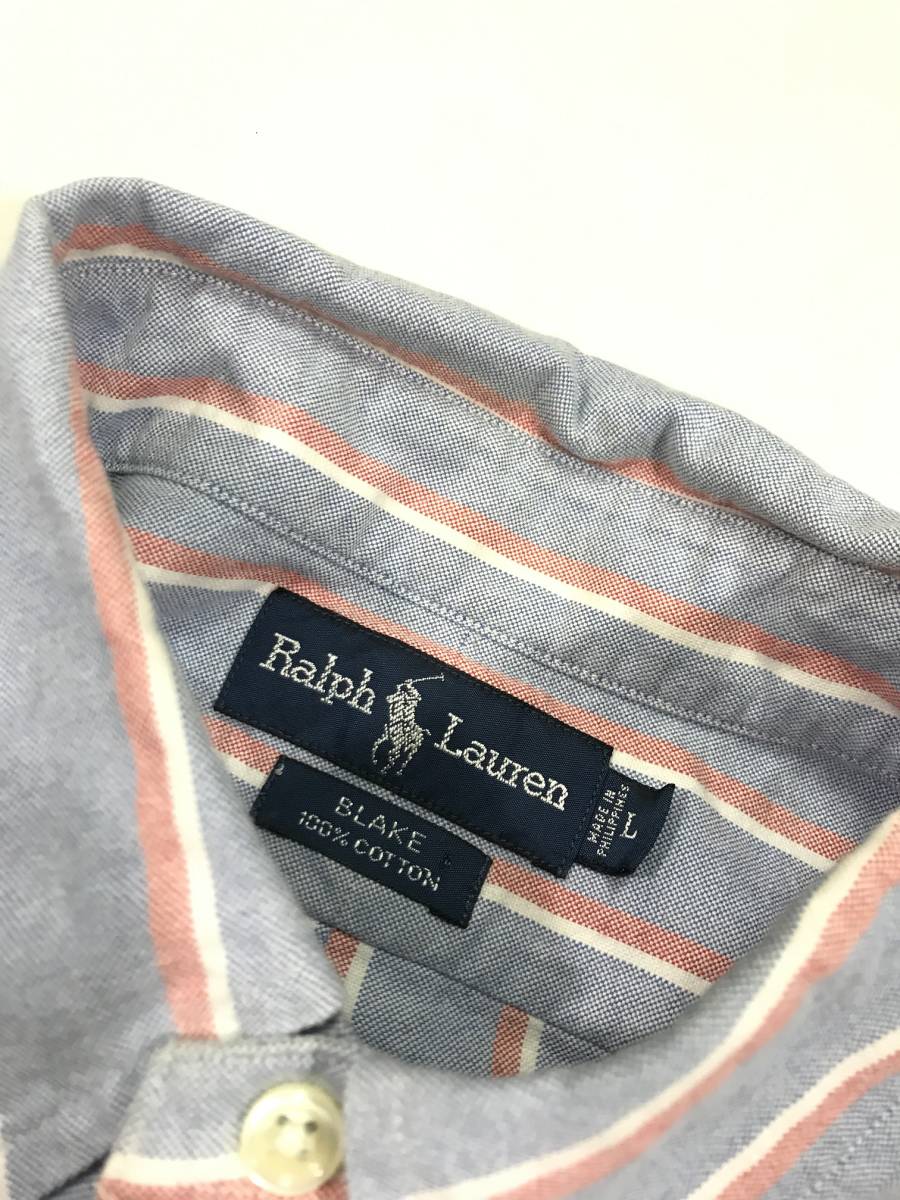 Ralph Lauren
BLAKE
100% COTTON
MADE IN
PHILIPPINES
L